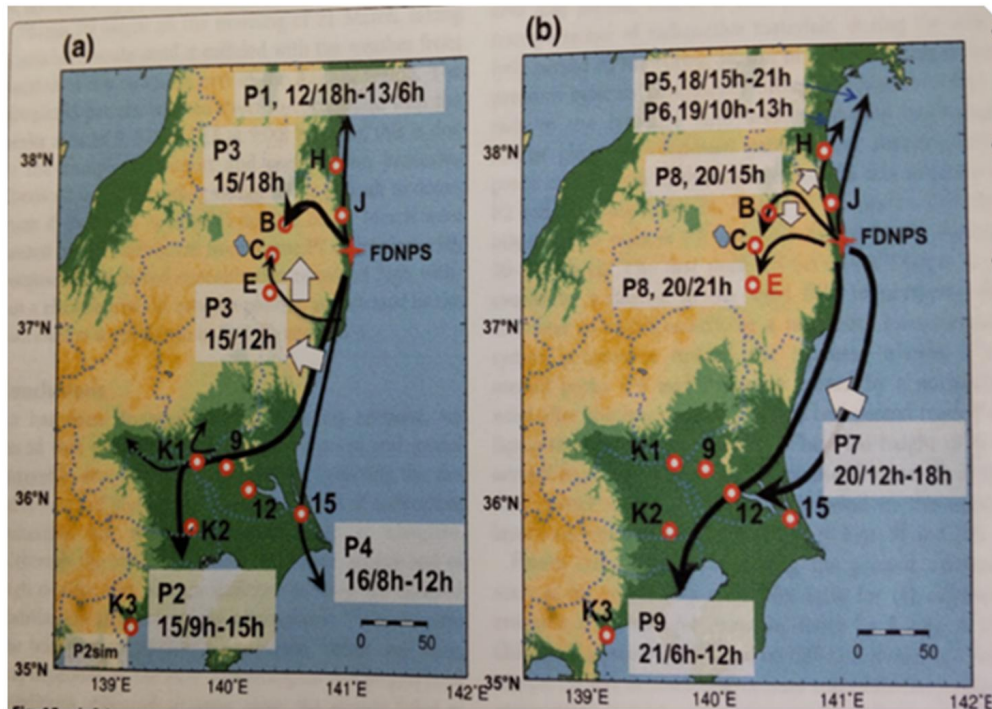 (a)
P1, 12/18h-13/6h
38°N
H
P3
15/18h
B
J
C
FDNPS
E
37°N
P3
15/12h
K1
9
36°N
12
15
K2
P4
16/8h-12h
P2
15/9h-15h
K3
P2sim
0
50
35°N
139°E
140°E
141°E
142°E
(b)
P5,18/15h-21h
P6,19/10h-13h
38°N
H
P8, 20/15h
J
B
C
FDNPS
E
P8, 20/21h
37°N
P7
20/12h-18h
K1
9
36°N
12
15
K2
K3
P9
21/6h-12h
0
50
35°N
139°E
140°E
141°E
142°E